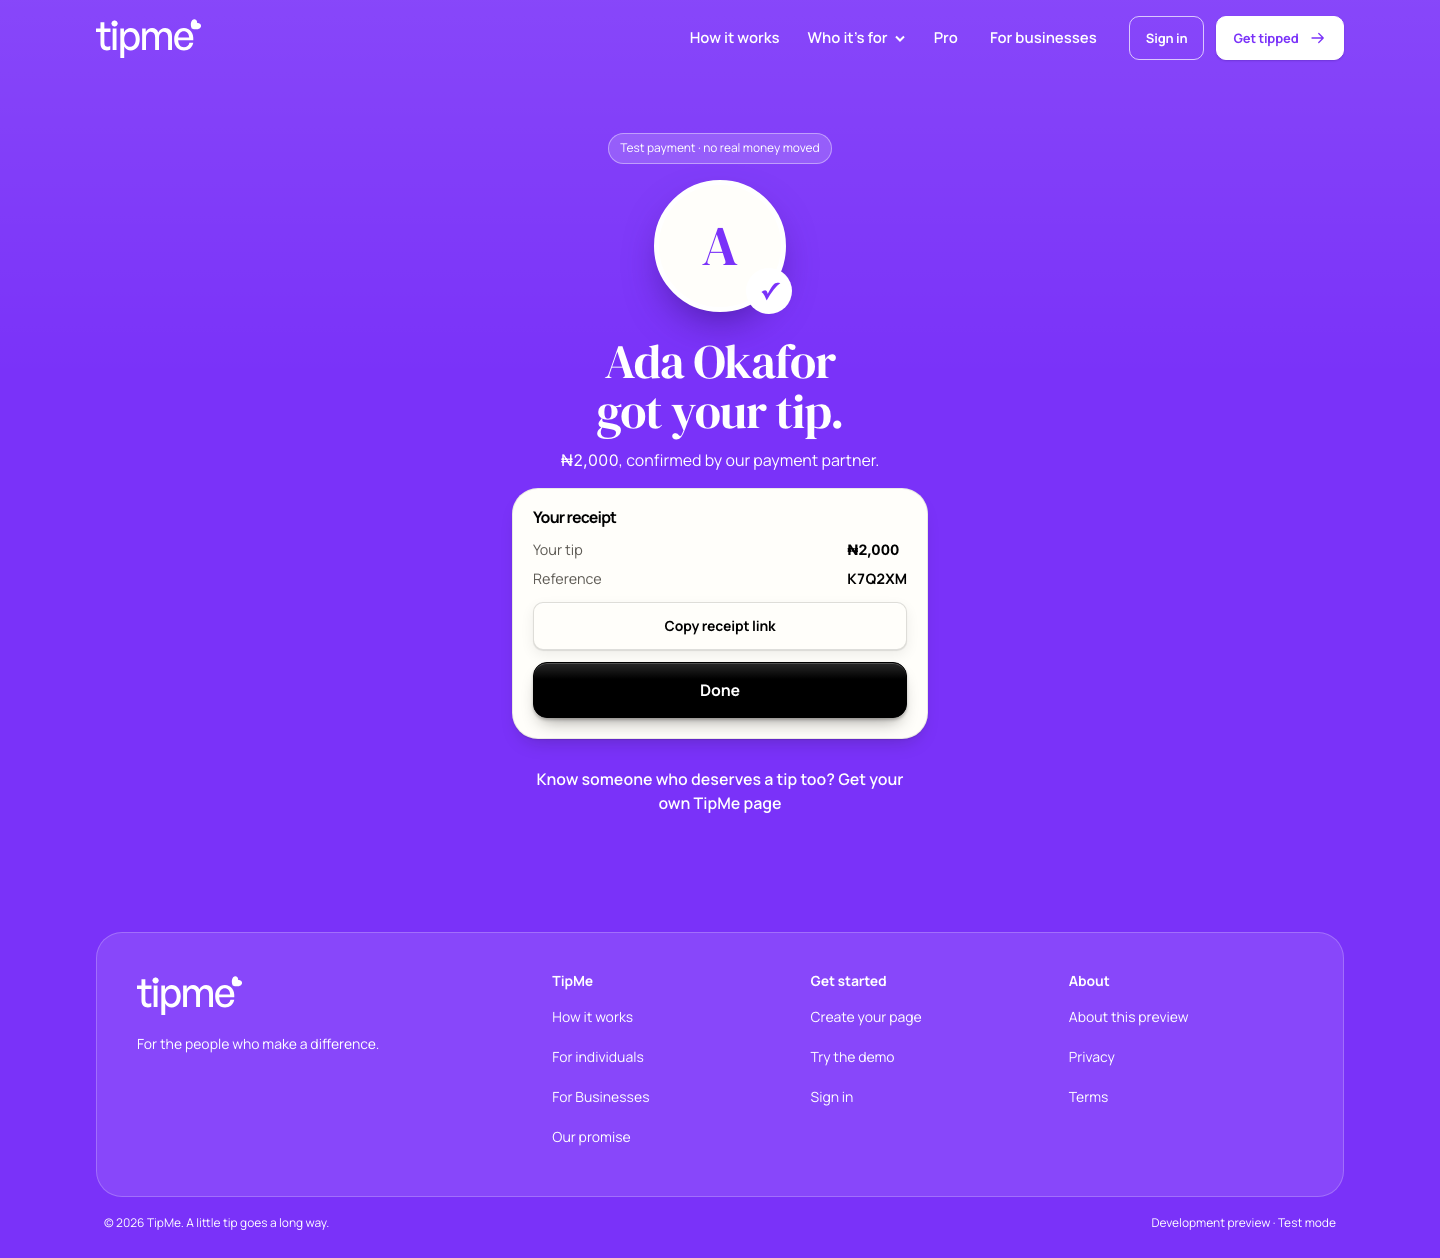 tipme
How it works
Who it's for
Pro
For businesses
Sign in
Get tipped
Test payment · no real money moved
A
Ada Okafor
got your tip.
₦2,000, confirmed by our payment partner.
Your receipt
Your tip ₦2,000
Reference K7Q2XM
Copy receipt link
Done
Know someone who deserves a tip too? Get your
own TipMe page
tipme
For the people who make a difference.
TipMe
How it works
For individuals
For Businesses
Our promise
Get started
Create your page
Try the demo
Sign in
About
About this preview
Privacy
Terms
© 2026 TipMe. A little tip goes a long way.
Development preview · Test mode